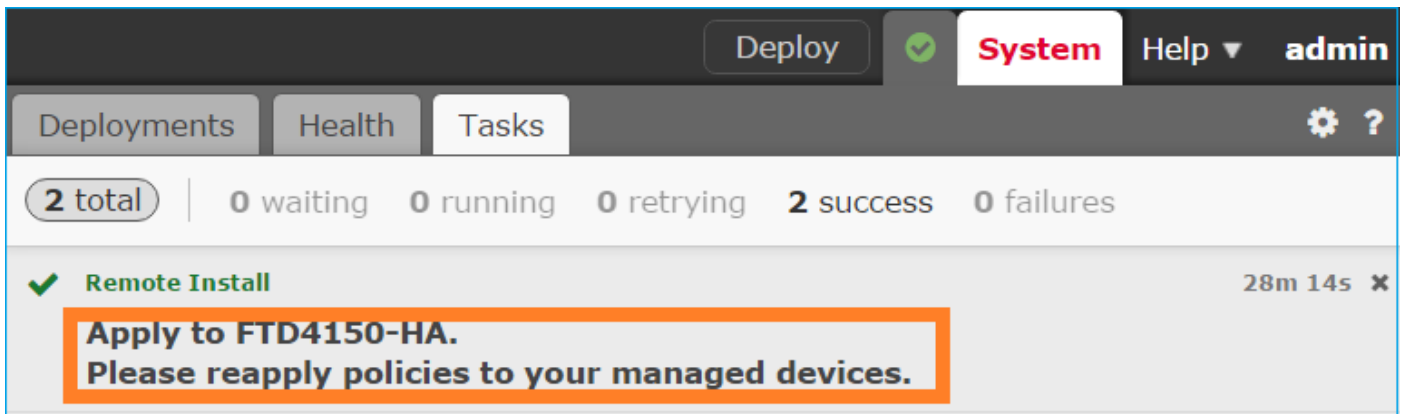 Deploy System Help ▼ admin
Deployments Health Tasks ?
2 total 0 waiting 0 running 0 retrying 2 success 0 failures
Remote Install 28m 14s ✖
Apply to FTD4150-HA.
Please reapply policies to your managed devices.